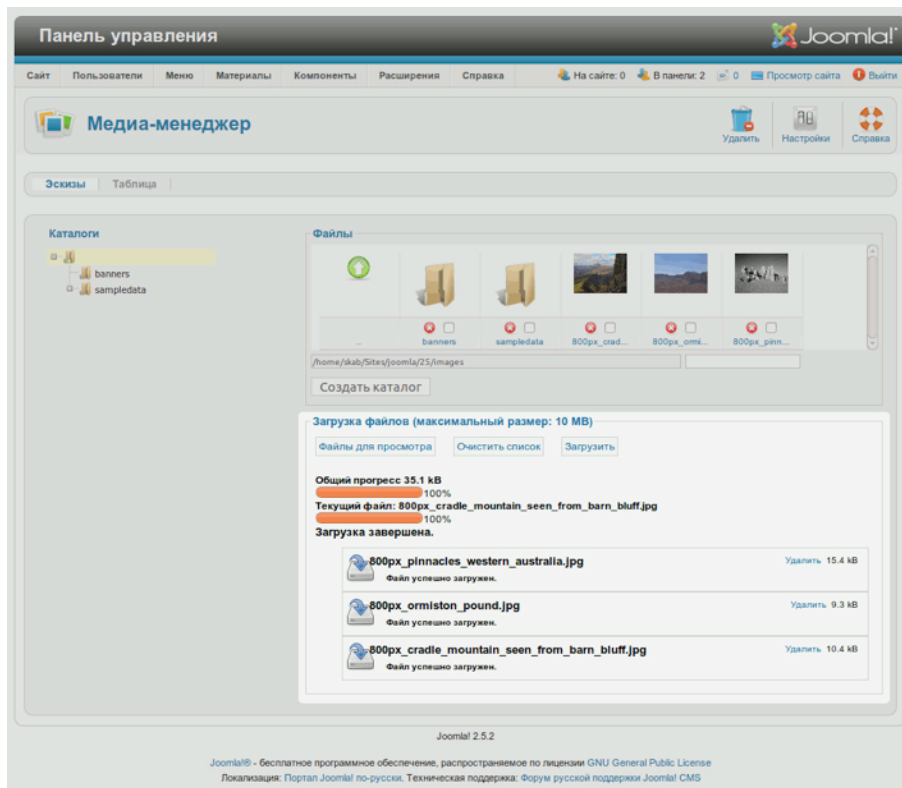 Панель управления
Joomla!
Сайт Пользователи Меню Материалы Компоненты Расширения Справка На сайте: 0 В панели: 2 0 Просмотр сайта Выйти
Медиа-менеджер
Удалить Настройки Справка
Эскизы Таблица
Каталоги
banners
sampledata
Файлы
.. banners sampledata 800px_crad... 800px_ormi... 800px_pinn...
/home/skab/Sites/joomla/25/images
Создать каталог
Загрузка файлов (максимальный размер: 10 MB)
Файлы для просмотра Очистить список Загрузить
Общий прогресс 35.1 kB
100%
Текущий файл: 800px_cradle_mountain_seen_from_barn_bluff.jpg
100%
Загрузка завершена.
800px_pinnacles_western_australia.jpg Удалить 15.4 kB
Файл успешно загружен.
800px_ormiston_pound.jpg Удалить 9.3 kB
Файл успешно загружен.
800px_cradle_mountain_seen_from_barn_bluff.jpg Удалить 10.4 kB
Файл успешно загружен.
Joomla! 2.5.2
Joomla!® - бесплатное программное обеспечение, распространяемое по лицензии GNU General Public License
Локализация: Портал Joomla! по-русски. Техническая поддержка: Форум русской поддержки Joomla! CMS